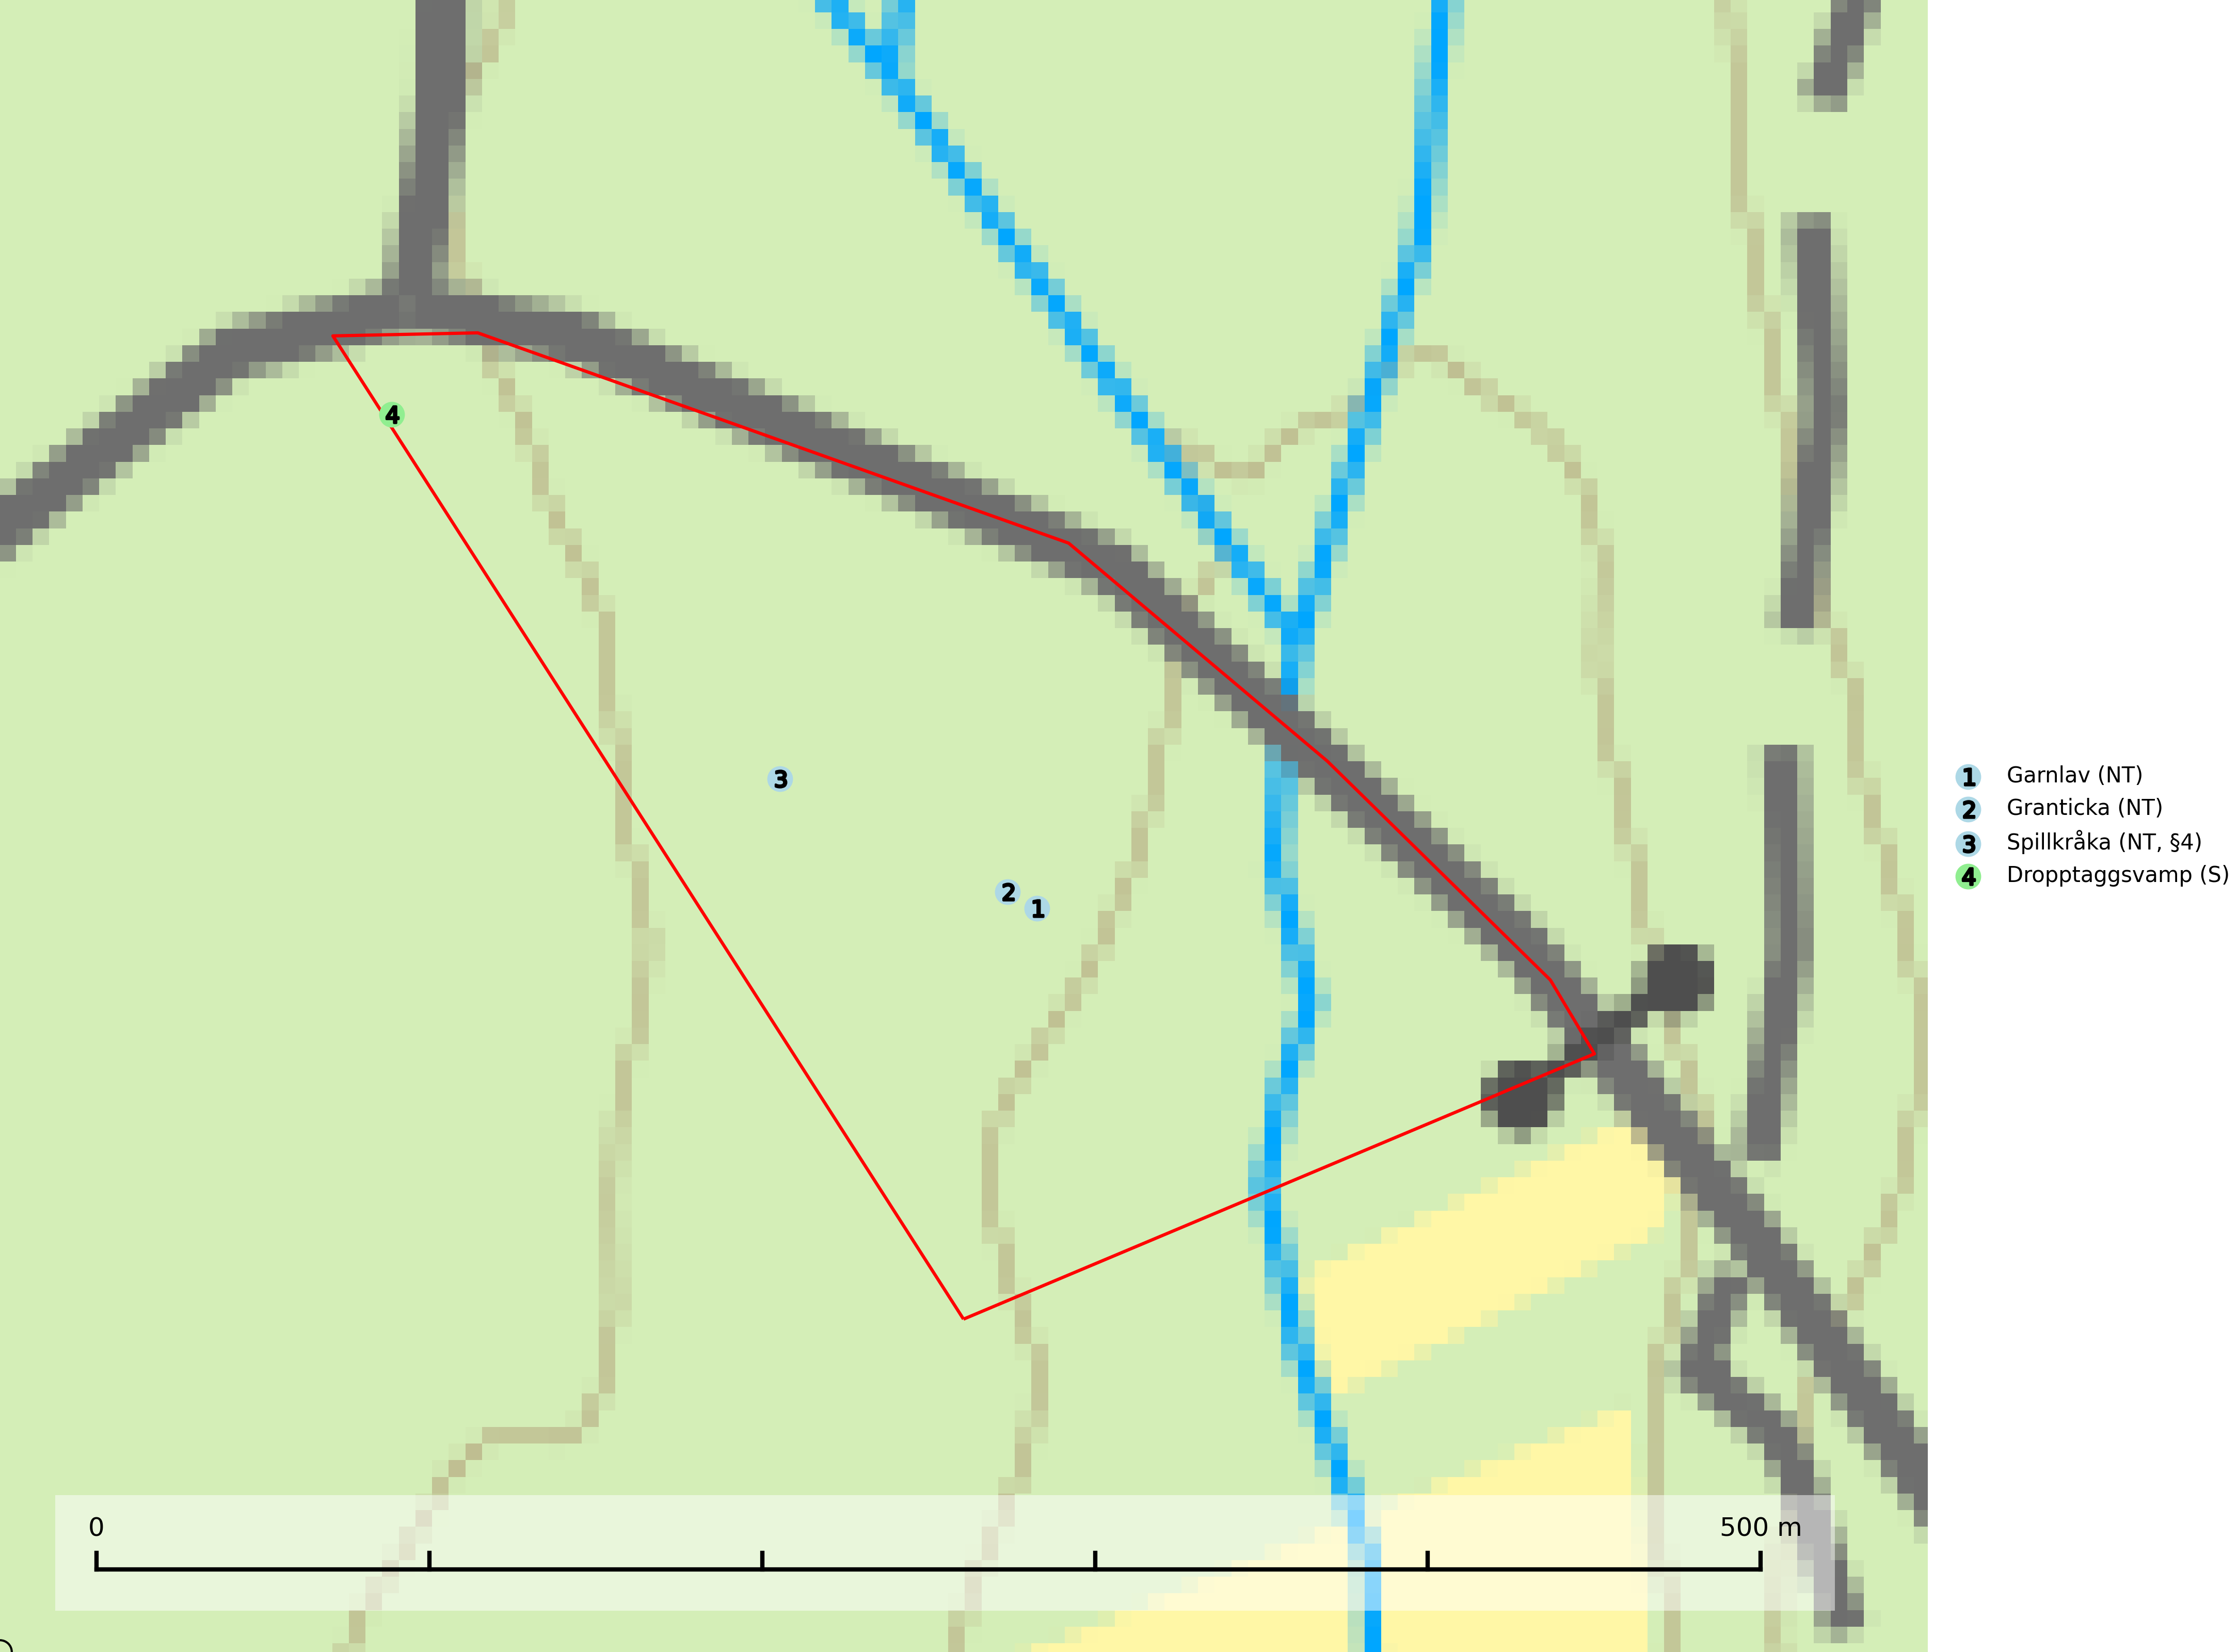 4
3
2
1
1 Garnlav (NT)
2 Granticka (NT)
3 Spillkråka (NT, §4)
4 Dropptaggsvamp (S)
0 500 m